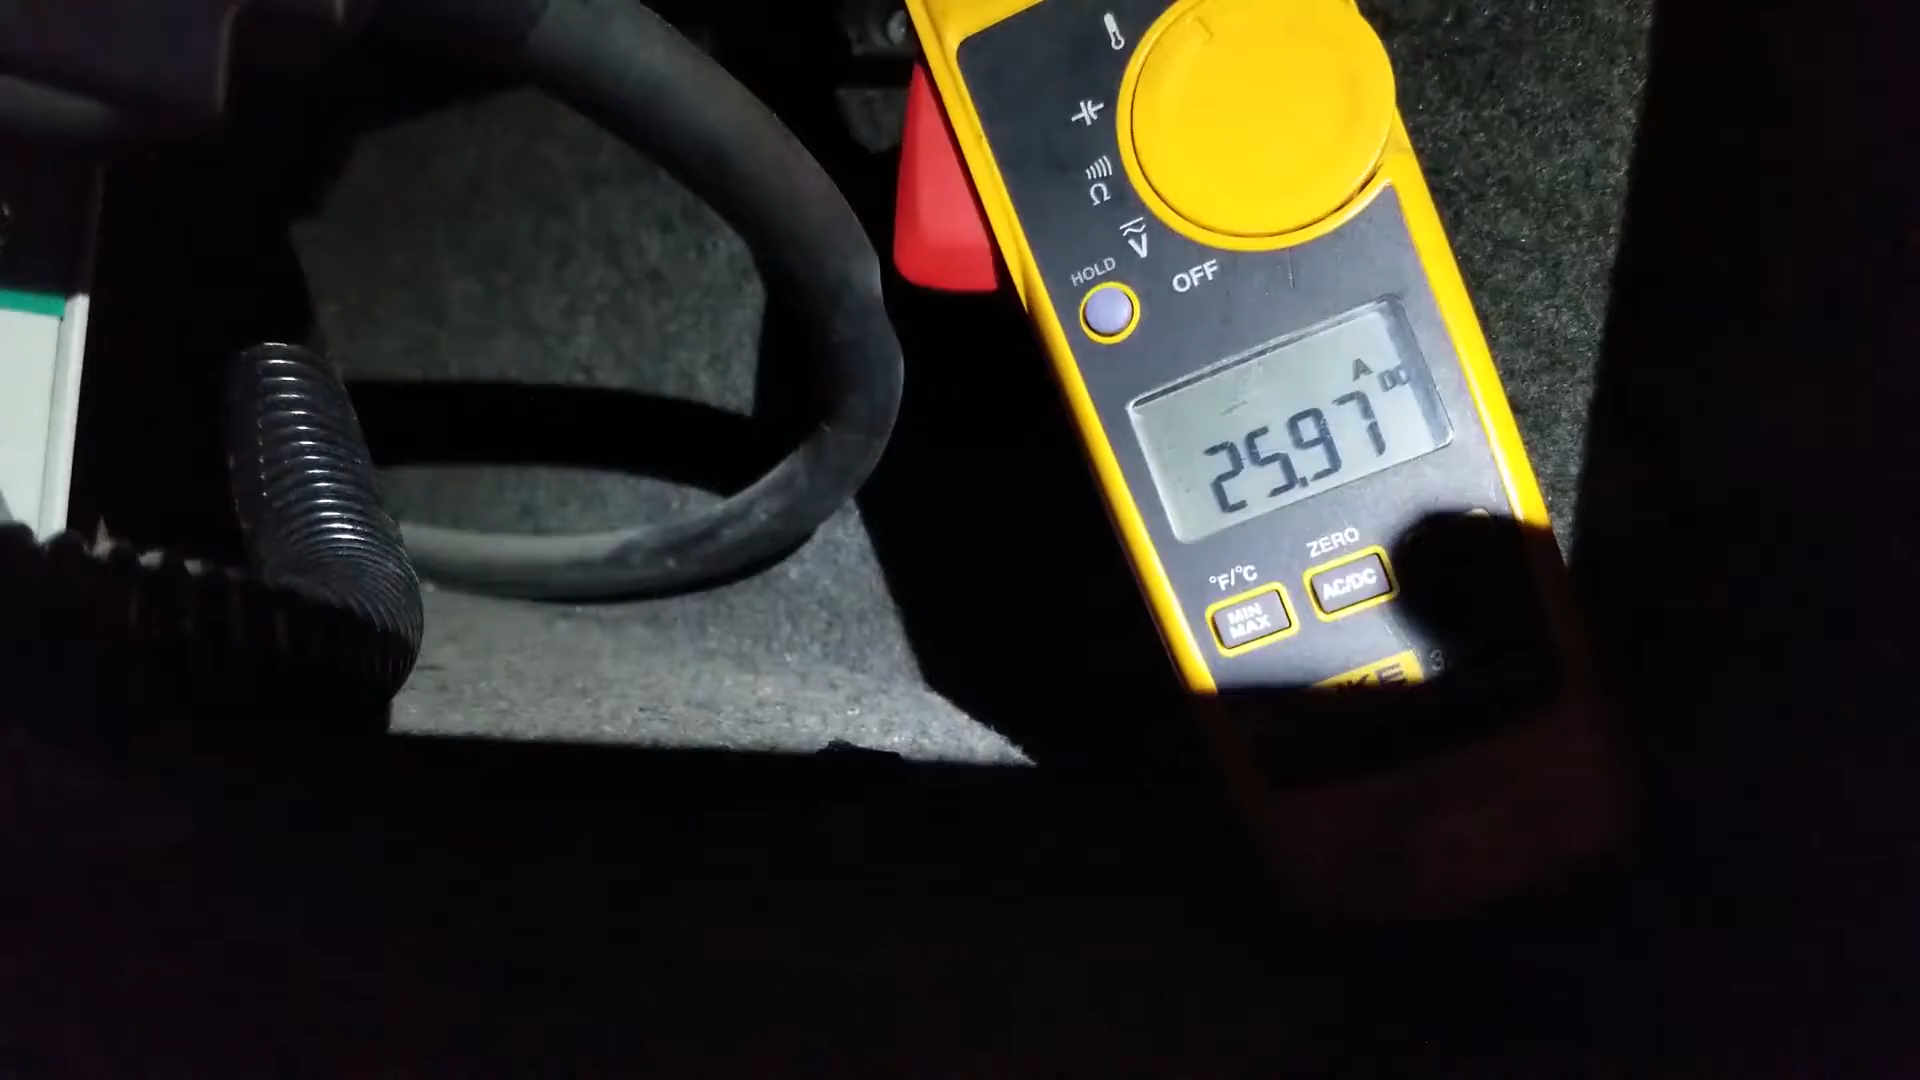 Ω
V
HOLD
OFF
A DC
25.97
ZERO
°F/°C
AC/DC
MIN
MAX